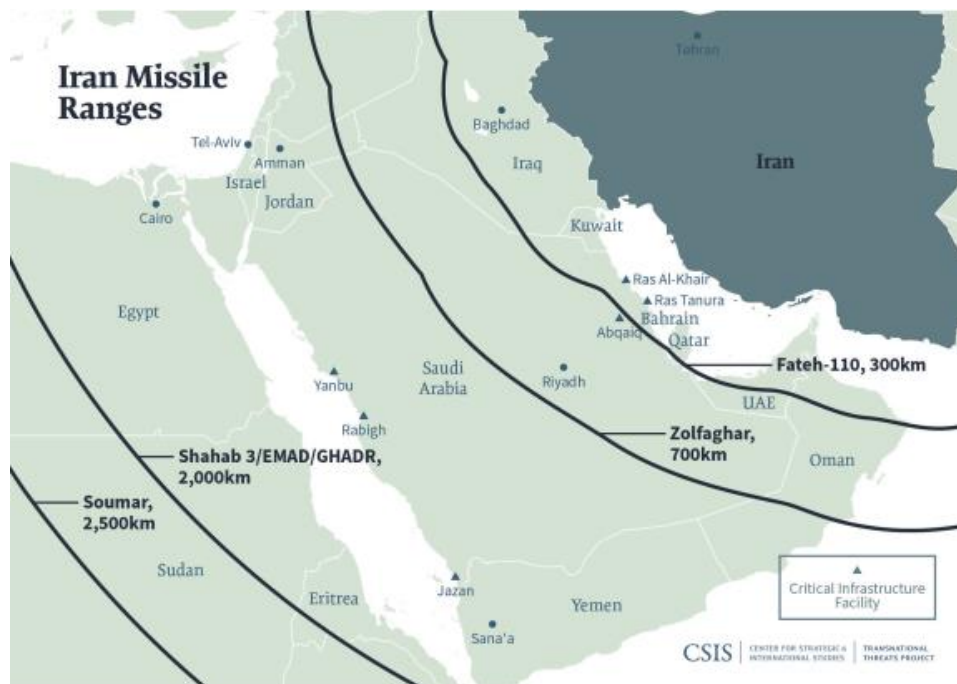 Iran Missile
Ranges
Tehran
Baghdad
Tel-Aviv
Amman
Iraq
Iran
Israel
Jordan
Cairo
Kuwait
Ras Al-Khair
Ras Tanura
Bahrain
Abqaiq
Qatar
Egypt
Fateh-110, 300km
Saudi
Arabia
Riyadh
Yanbu
UAE
Rabigh
Zolfaghar,
700km
Oman
Shahab 3/EMAD/GHADR,
2,000km
Soumar,
2,500km
Sudan
Eritrea
Jazan
Yemen
Sana'a
Critical Infrastructure
Facility
CSIS
CENTER FOR STRATEGIC &
INTERNATIONAL STUDIES
TRANSNATIONAL
THREATS PROJECT